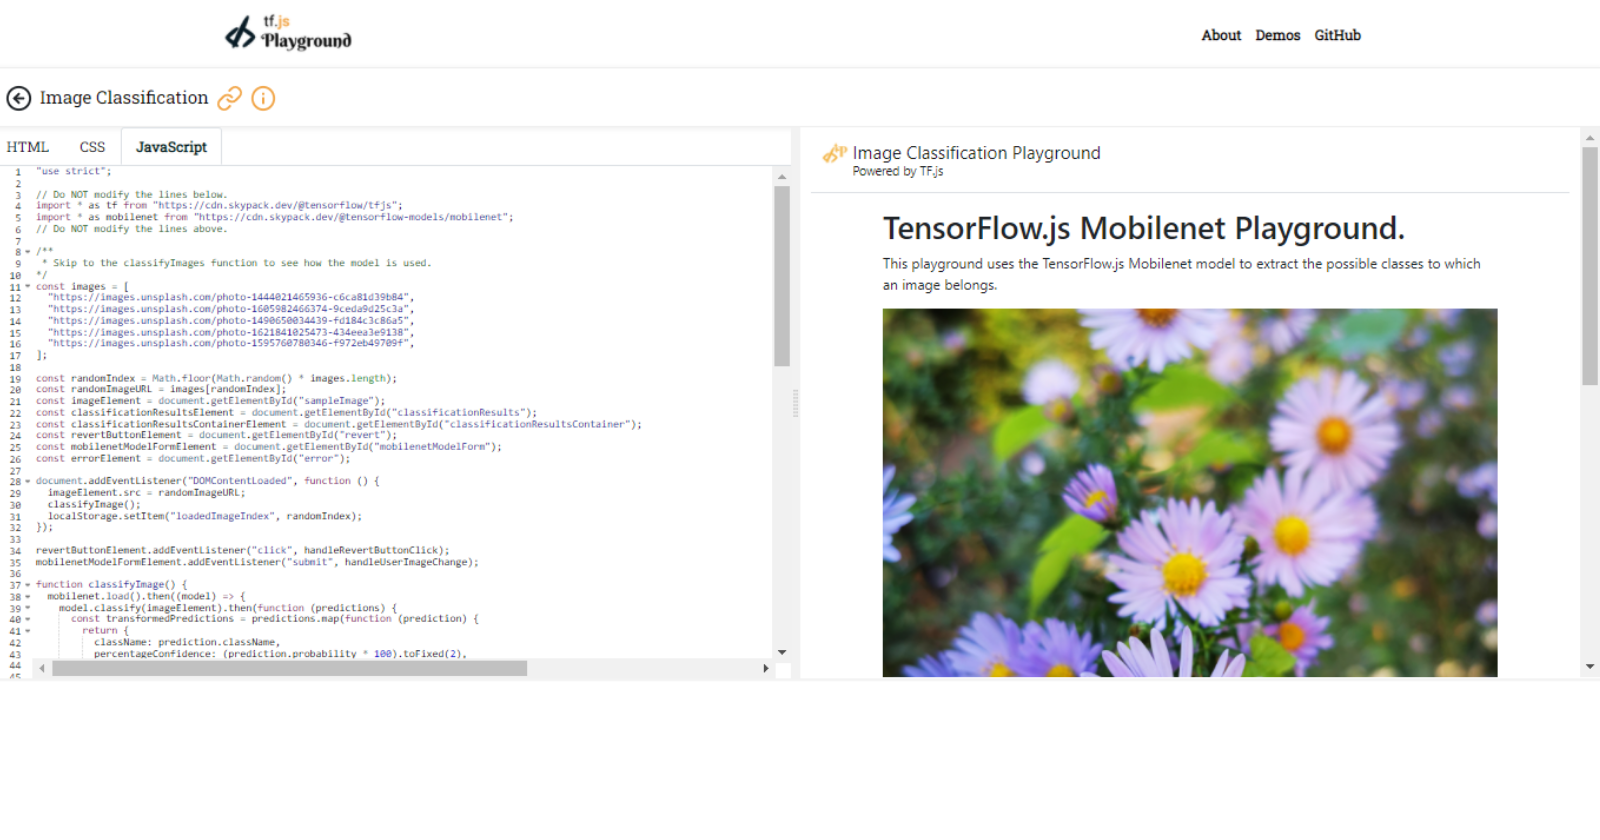 tf.js
Playground
About Demos GitHub
Image Classification
HTML CSS JavaScript
1 "use strict";
2
3 // Do NOT modify the lines below.
4 import * as tf from "https://cdn.skypack.dev/@tensorflow/tfjs";
5 import * as mobilenet from "https://cdn.skypack.dev/@tensorflow-models/mobilenet";
6 // Do NOT modify the lines above.
7
8 /**
9 * Skip to the classifyImages function to see how the model is used.
10 */
11 const images = [
12 "https://images.unsplash.com/photo-1444021465936-c6ca81d39b84",
13 "https://images.unsplash.com/photo-1605982466374-9ceda9d25c3a",
14 "https://images.unsplash.com/photo-1490650034439-fd184c3c86a5",
15 "https://images.unsplash.com/photo-1621841025473-434eea3e9138",
16 "https://images.unsplash.com/photo-1595760780346-f972eb49709f",
17 ];
18
19 const randomIndex = Math.floor(Math.random() * images.length);
20 const randomImageURL = images[randomIndex];
21 const imageElement = document.getElementById("sampleImage");
22 const classificationResultsElement = document.getElementById("classificationResults");
23 const classificationResultsContainerElement = document.getElementById("classificationResultsContainer");
24 const revertButtonElement = document.getElementById("revert");
25 const mobilenetModelFormElement = document.getElementById("mobilenetModelForm");
26 const errorElement = document.getElementById("error");
27
28 document.addEventListener("DOMContentLoaded", function () {
29 imageElement.src = randomImageURL;
30 classifyImage();
31 localStorage.setItem("loadedImageIndex", randomIndex);
32 });
33
34 revertButtonElement.addEventListener("click", handleRevertButtonClick);
35 mobilenetModelFormElement.addEventListener("submit", handleUserImageChange);
36
37 function classifyImage() {
38 mobilenet.load().then((model) => {
39 model.classify(imageElement).then(function (predictions) {
40 const transformedPredictions = predictions.map(function (prediction) {
41 return {
42 className: prediction.className,
43 percentageConfidence: (prediction.probability * 100).toFixed(2),
44
45
Image Classification Playground
Powered by TF.js
TensorFlow.js Mobilenet Playground.
This playground uses the TensorFlow.js Mobilenet model to extract the possible classes to which
an image belongs.